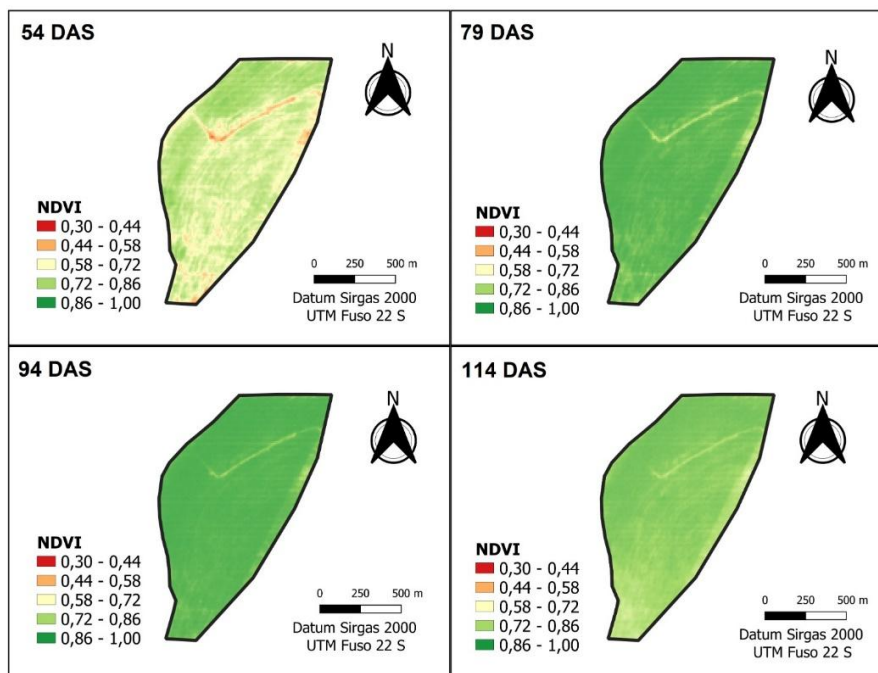 54 DAS
N
NDVI
0,30 - 0,44
0,44 - 0,58
0,58 - 0,72
0,72 - 0,86
0,86 - 1,00
0 250 500 m
Datum Sirgas 2000
UTM Fuso 22 S
79 DAS
N
NDVI
0,30 - 0,44
0,44 - 0,58
0,58 - 0,72
0,72 - 0,86
0,86 - 1,00
0 250 500 m
Datum Sirgas 2000
UTM Fuso 22 S
94 DAS
N
NDVI
0,30 - 0,44
0,44 - 0,58
0,58 - 0,72
0,72 - 0,86
0,86 - 1,00
0 250 500 m
Datum Sirgas 2000
UTM Fuso 22 S
114 DAS
N
NDVI
0,30 - 0,44
0,44 - 0,58
0,58 - 0,72
0,72 - 0,86
0,86 - 1,00
0 250 500 m
Datum Sirgas 2000
UTM Fuso 22 S